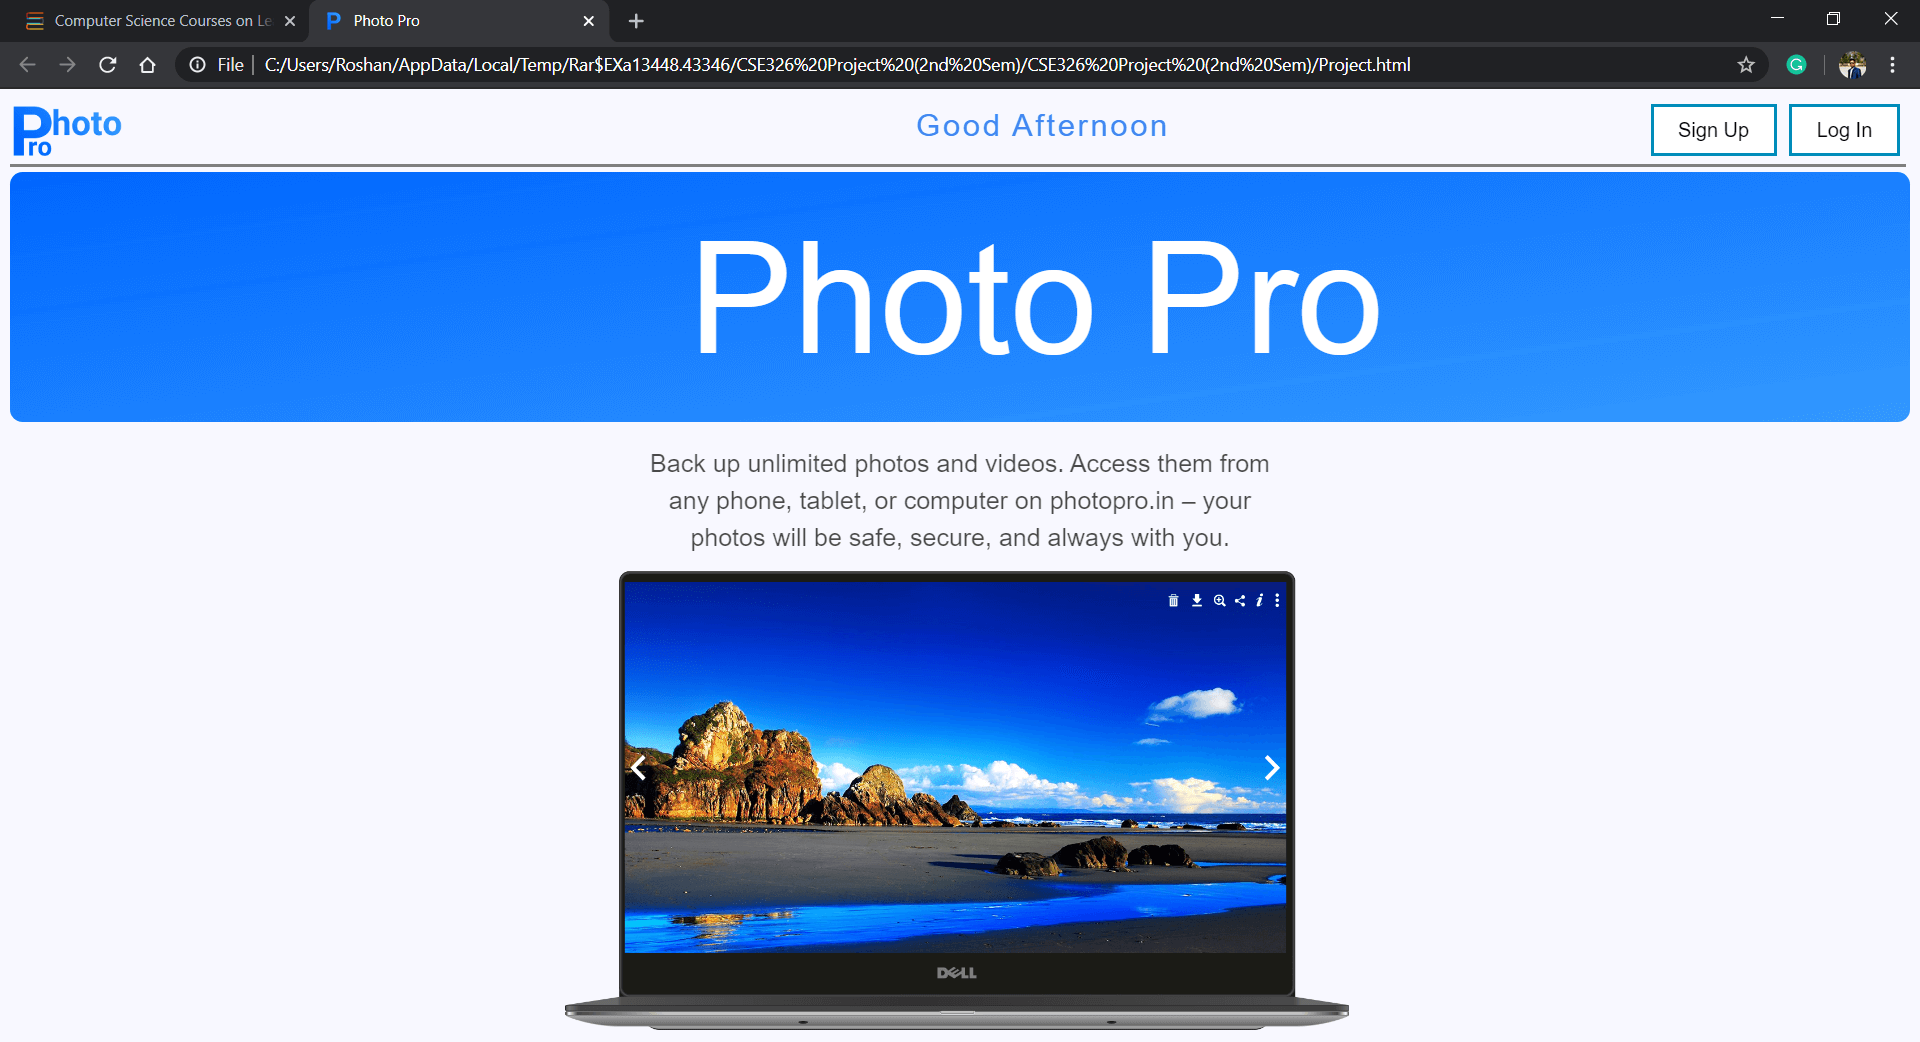 Computer Science Courses on Le
Photo Pro
File
C:/Users/Roshan/AppData/Local/Temp/Rar$EXa13448.43346/CSE326%20Project%20(2nd%20Sem)/CSE326%20Project%20(2nd%20Sem)/Project.html
Photo
Pro
Good Afternoon
Sign Up
Log In
Photo Pro
Back up unlimited photos and videos. Access them from
any phone, tablet, or computer on photopro.in – your
photos will be safe, secure, and always with you.
DELL